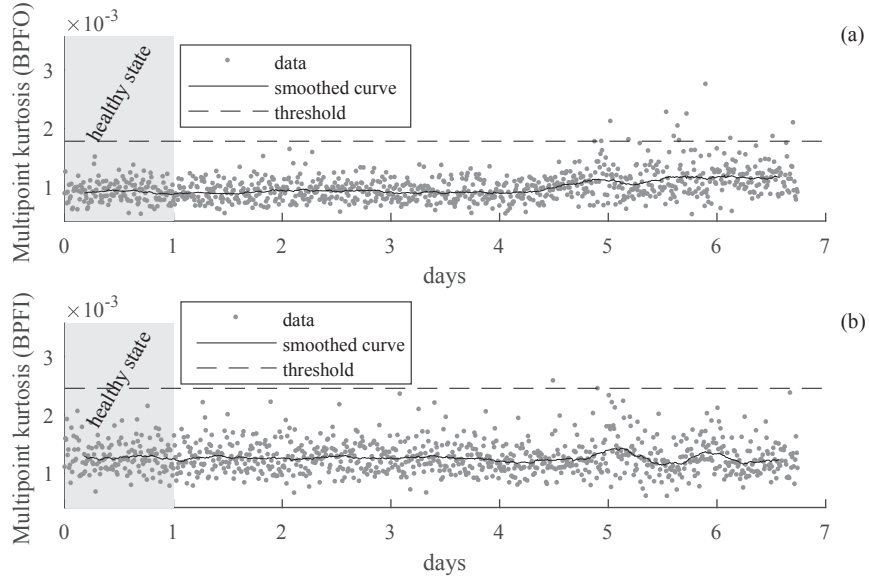 ×10⁻³
(a)
Multipoint kurtosis (BPFO)
healthy state
data
smoothed curve
threshold
3
2
1
0 1 2 3 4 5 6 7
days
×10⁻³
(b)
Multipoint kurtosis (BPFI)
healthy state
data
smoothed curve
threshold
3
2
1
0 1 2 3 4 5 6 7
days